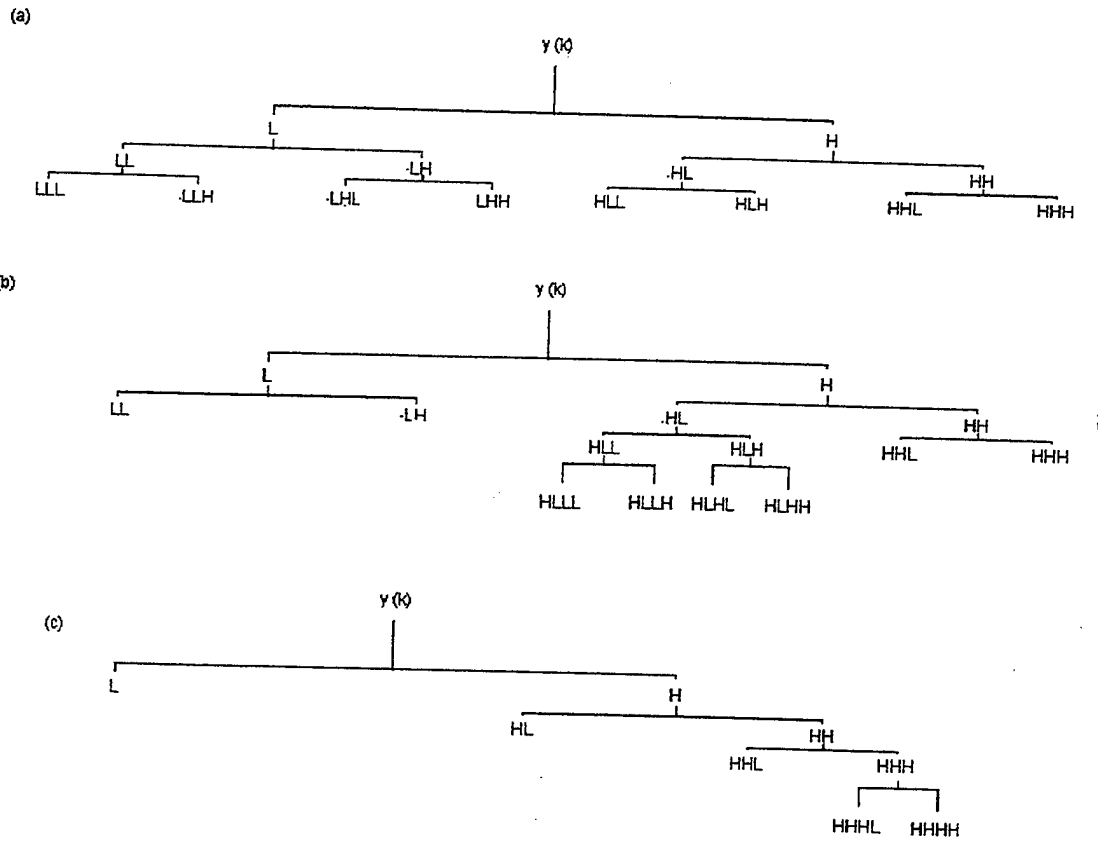 (a)
y (k)
L H
LL .LH .HL HH
LLL .LLH .LHL LHH HLL HLH HHL HHH
(b)
y (k)
L H
LL .LH .HL HH
HLL HLH HHL HHH
HLLL HLLH HLHL HLHH
y (k)
(c)
L H
HL HH
HHL HHH
HHHL HHHH